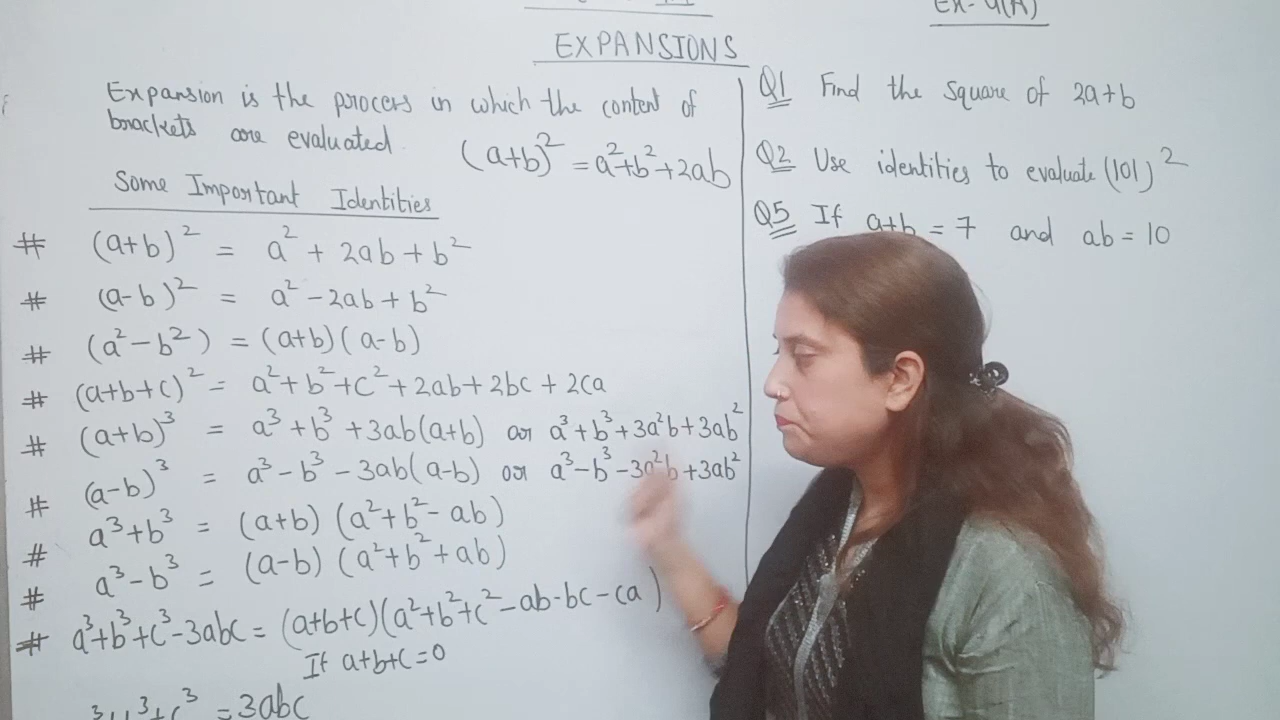 EX-4(A)
EXPANSIONS
Expansion is the process in which the content of
brackets are evaluated.
(a+b)² = a²+b²+2ab
Some Important Identities
# (a+b)² = a² + 2ab + b²
# (a-b)² = a² - 2ab + b²
# (a² - b²) = (a+b)(a-b)
# (a+b+c)² = a²+b²+c²+2ab+2bc+2ca
# (a+b)³ = a³+b³+3ab(a+b) or a³+b³+3a²b+3ab²
# (a-b)³ = a³-b³-3ab(a-b) or a³-b³-3a²b+3ab²
# a³+b³ = (a+b)(a²+b²-ab)
# a³-b³ = (a-b)(a²+b²+ab)
# a³+b³+c³-3abc = (a+b+c)(a²+b²+c²-ab-bc-ca)
If a+b+c=0
³+c³ = 3abc
Q1 Find the square of 2a+b
Q2 Use identities to evaluate (101)²
Q5 If a+b = 7 and ab = 10